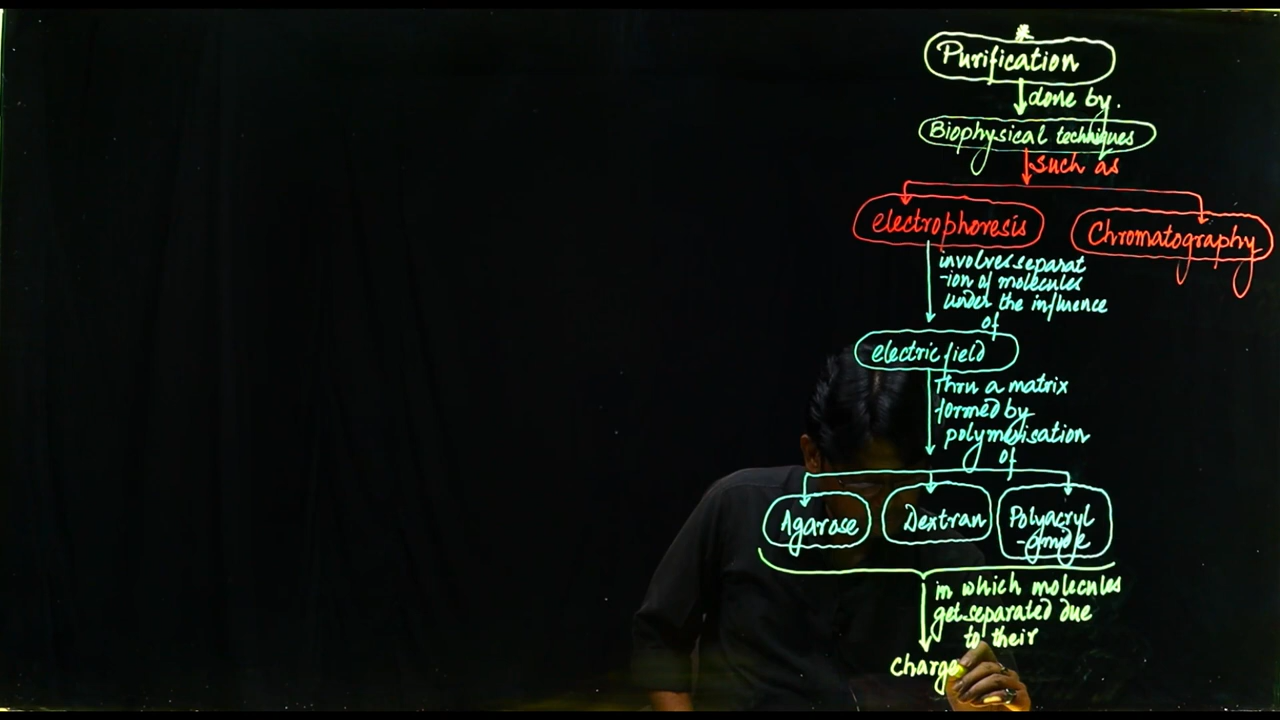 *
Purification
done by.
Biophysical techniques
such as
electrophoresis
Chromatography
involves separat
-ion of molecules
under the influence
of
electric field
Thru a matrix
formed by
polymerisation
of
Agarose
Dextran
Polyacryl
-amide
in which molecules
get separated due
to their
charge